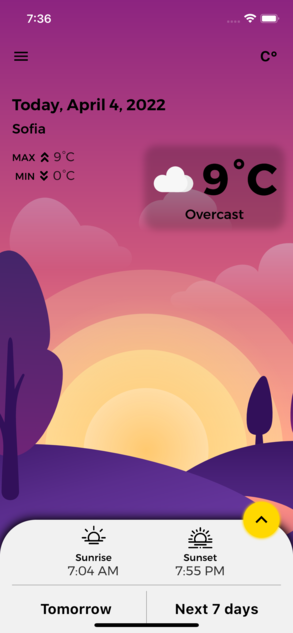 7:36
C°
Today, April 4, 2022
Sofia
MAX 9°C
MIN 0°C
9°C
Overcast
Sunrise
7:04 AM
Sunset
7:55 PM
Tomorrow
Next 7 days